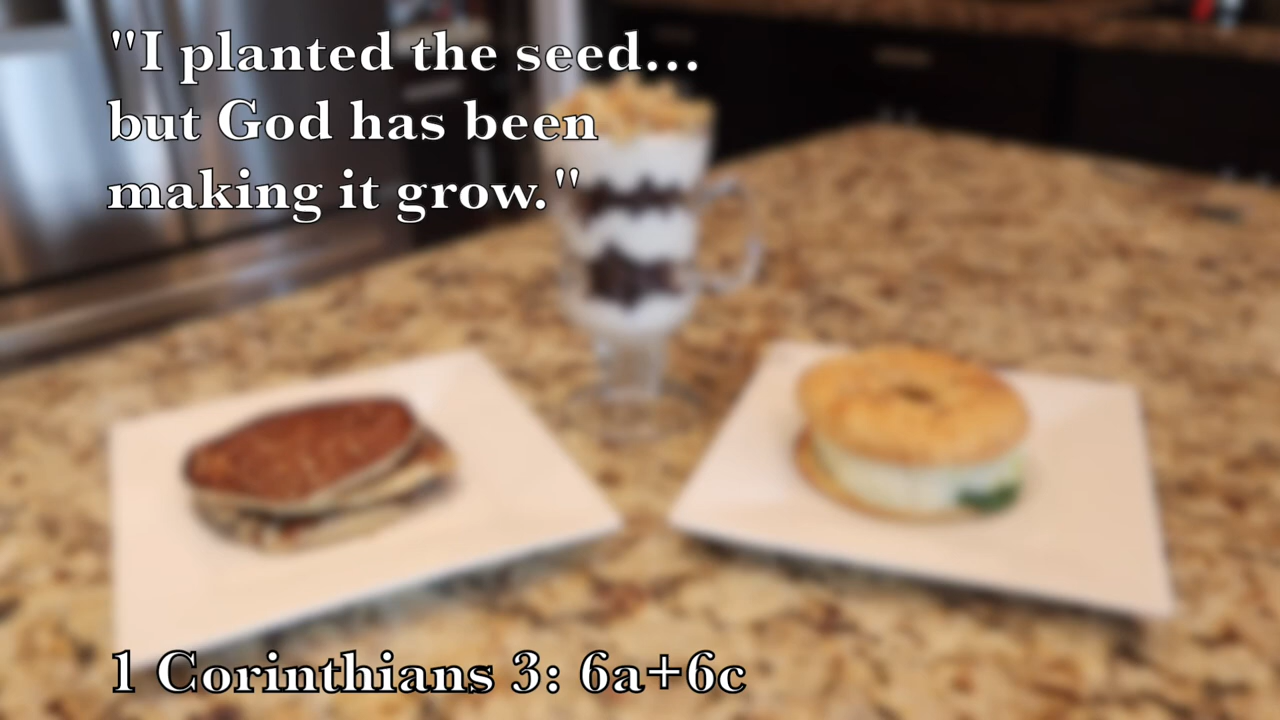 "I planted the seed...
but God has been
making it grow."
1 Corinthians 3: 6a+6c